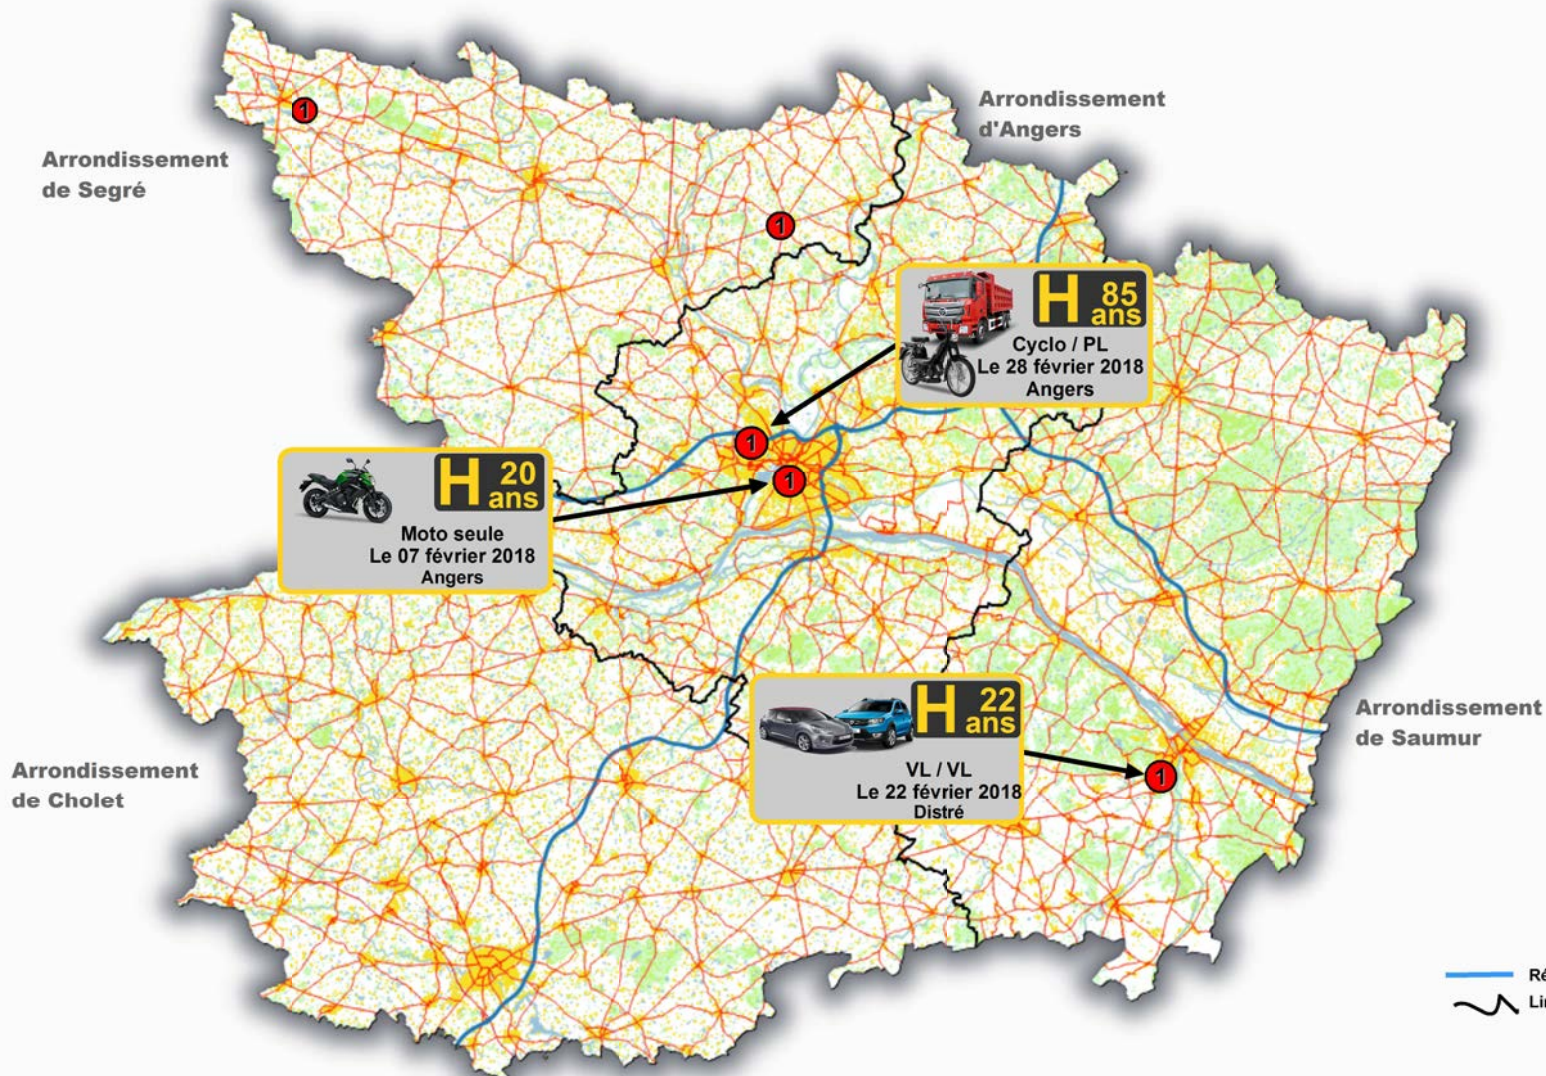 Arrondissement
d'Angers
1
Arrondissement
de Segré
1
H 85
ans
Cyclo / PL
Le 28 février 2018
Angers
1
H 20
ans
Moto seule
Le 07 février 2018
Angers
1
H 22
ans
VL / VL
Le 22 février 2018
Distré
1
Arrondissement
de Saumur
Arrondissement
de Cholet